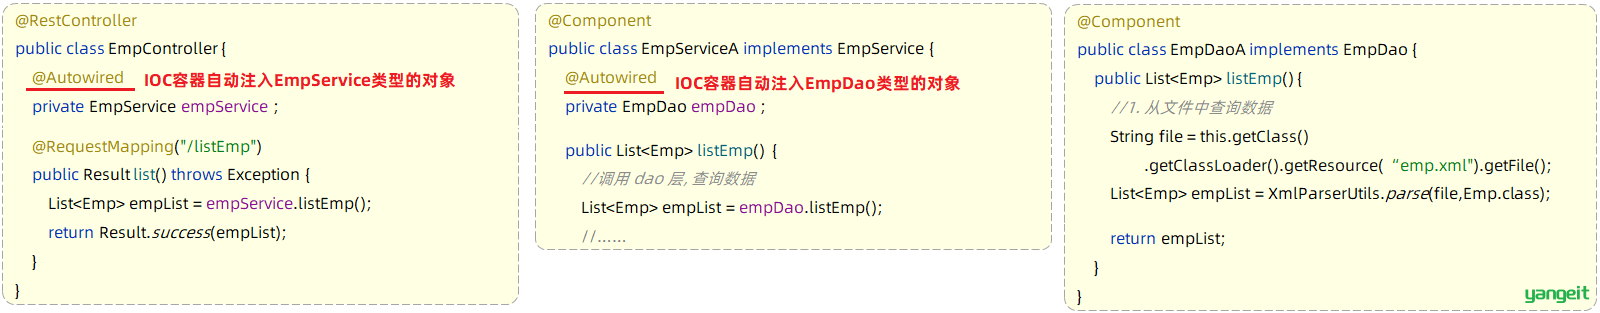 @RestController
public class EmpController {
@Autowired IOC容器自动注入EmpService类型的对象
private EmpService empService ;
@RequestMapping("/listEmp")
public Result list() throws Exception {
List<Emp> empList = empService.listEmp();
return Result.success(empList);
}
}
@Component
public class EmpServiceA implements EmpService {
@Autowired IOC容器自动注入EmpDao类型的对象
private EmpDao empDao ;
public List<Emp> listEmp() {
//调用 dao 层, 查询数据
List<Emp> empList = empDao.listEmp();
//......
@Component
public class EmpDaoA implements EmpDao {
public List<Emp> listEmp() {
//1. 从文件中查询数据
String file = this.getClass()
.getClassLoader().getResource( “emp.xml").getFile();
List<Emp> empList = XmlParserUtils.parse(file,Emp.class);
return empList;
}
}
yangeit